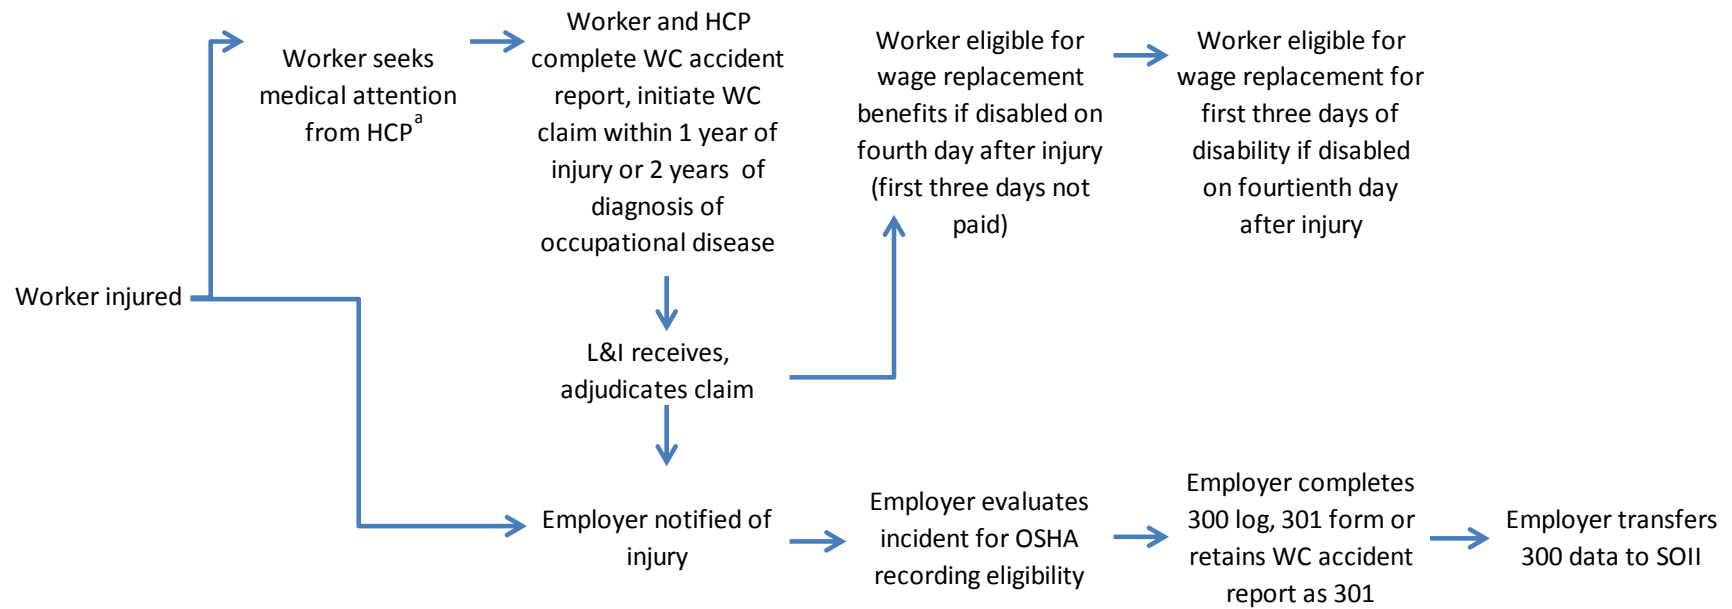 Worker injured
Worker seeks
medical attention
from HCPa
Worker and HCP
complete WC accident
report, initiate WC
claim within 1 year of
injury or 2 years of
diagnosis of
occupational disease
L&I receives,
adjudicates claim
Worker eligible for
wage replacement
benefits if disabled on
fourth day after injury
(first three days not
paid)
Worker eligible for
wage replacement for
first three days of
disability if disabled
on fourtienth day
after injury
Employer notified of
injury
Employer evaluates
incident for OSHA
recording eligibility
Employer completes
300 log, 301 form or
retains WC accident
report as 301
Employer transfers
300 data to SOII